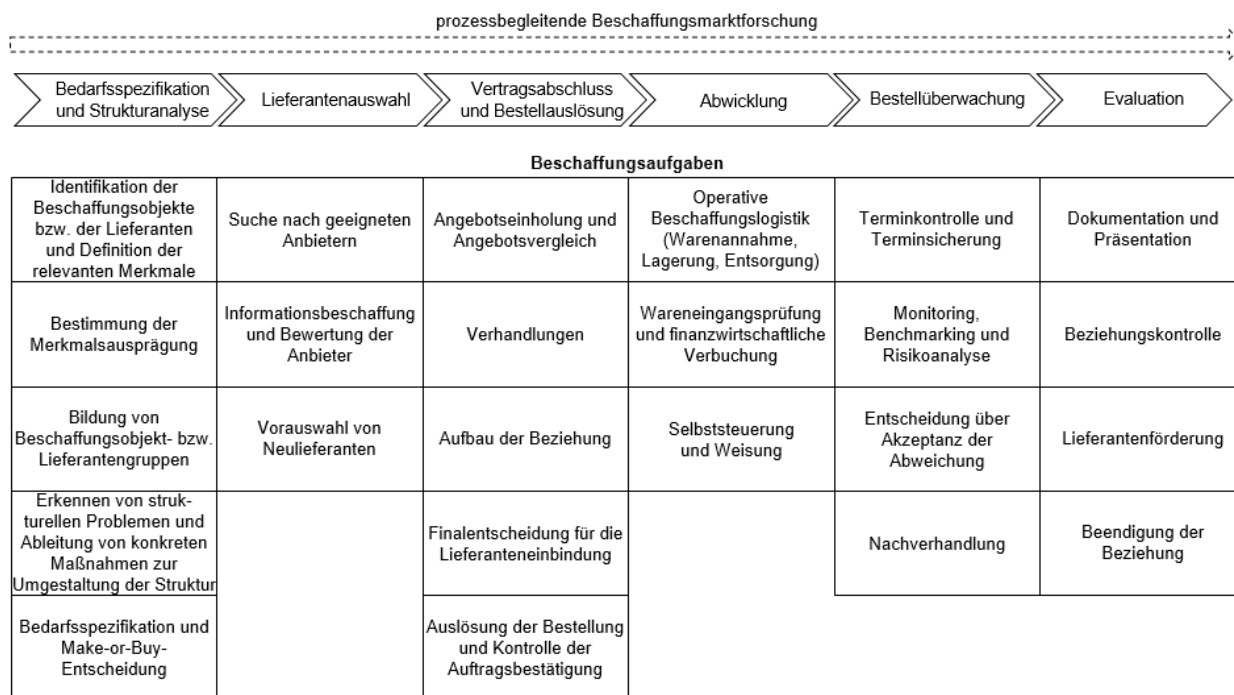 prozessbegleitende Beschaffungsmarktforschung
Bedarfsspezifikation
und Strukturanalyse
Lieferantenauswahl
Vertragsabschluss
und Bestellauslösung
Abwicklung
Bestellüberwachung
Evaluation
Beschaffungsaufgaben
Identifikation der
Beschaffungsobjekte
bzw. der Lieferanten
und Definition der
relevanten Merkmale
Suche nach geeigneten
Anbietern
Angebotseinholung und
Angebotsvergleich
Operative
Beschaffungslogistik
(Warenannahme,
Lagerung, Entsorgung)
Terminkontrolle und
Terminsicherung
Dokumentation und
Präsentation
Bestimmung der
Merkmalsausprägung
Informationsbeschaffung
und Bewertung der
Anbieter
Verhandlungen
Wareneingangsprüfung
und finanzwirtschaftliche
Verbuchung
Monitoring,
Benchmarking und
Risikoanalyse
Beziehungskontrolle
Bildung von
Beschaffungsobjekt- bzw.
Lieferantengruppen
Vorauswahl von
Neulieferanten
Aufbau der Beziehung
Selbststeuerung
und Weisung
Entscheidung über
Akzeptanz der
Abweichung
Lieferantenförderung
Erkennen von struk-
turellen Problemen und
Ableitung von konkreten
Maßnahmen zur
Umgestaltung der Struktur
Finalentscheidung für die
Lieferanteneinbindung
Nachverhandlung
Beendigung der
Beziehung
Bedarfsspezifikation und
Make-or-Buy-
Entscheidung
Auslösung der Bestellung
und Kontrolle der
Auftragsbestätigung